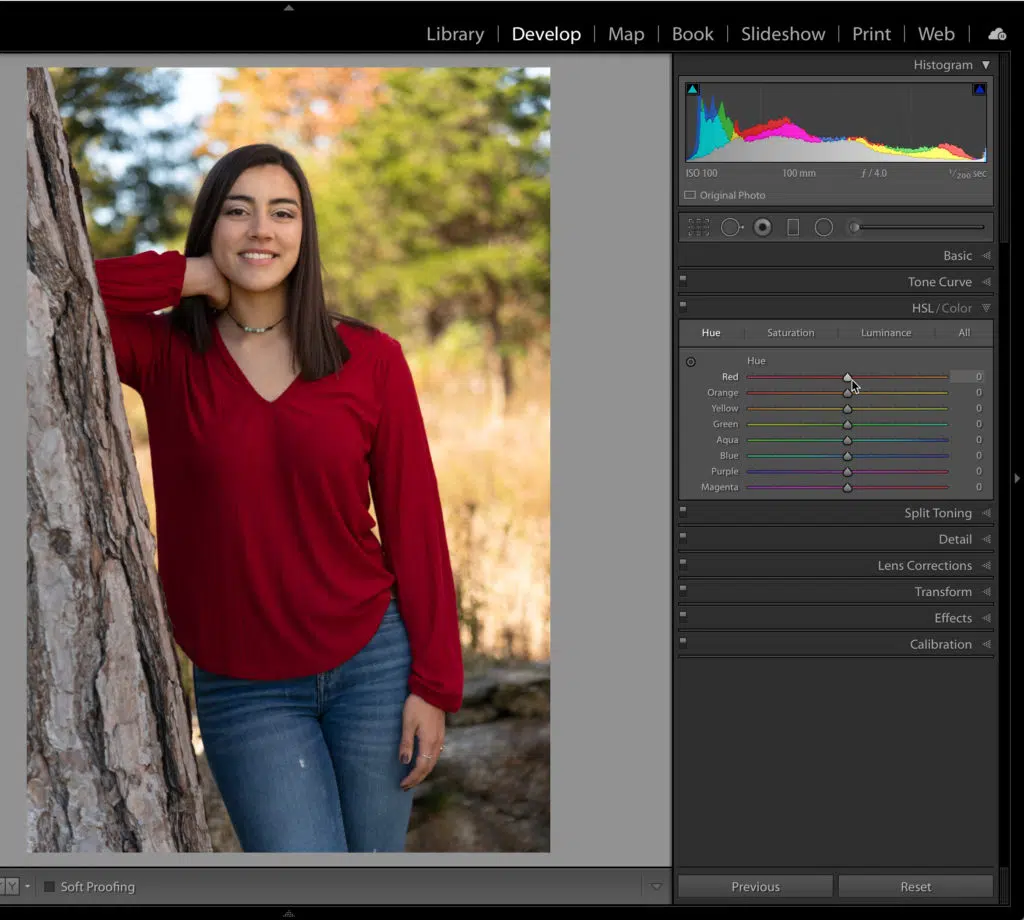 Library | Develop | Map | Book | Slideshow | Print | Web |
Histogram
ISO 100 100 mm ƒ / 4.0 1/200 sec
Original Photo
Basic
Tone Curve
HSL / Color
Hue Saturation Luminance All
Hue
Red 0
Orange 0
Yellow 0
Green 0
Aqua 0
Blue 0
Purple 0
Magenta 0
Split Toning
Detail
Lens Corrections
Transform
Effects
Calibration
Y Soft Proofing
Previous Reset